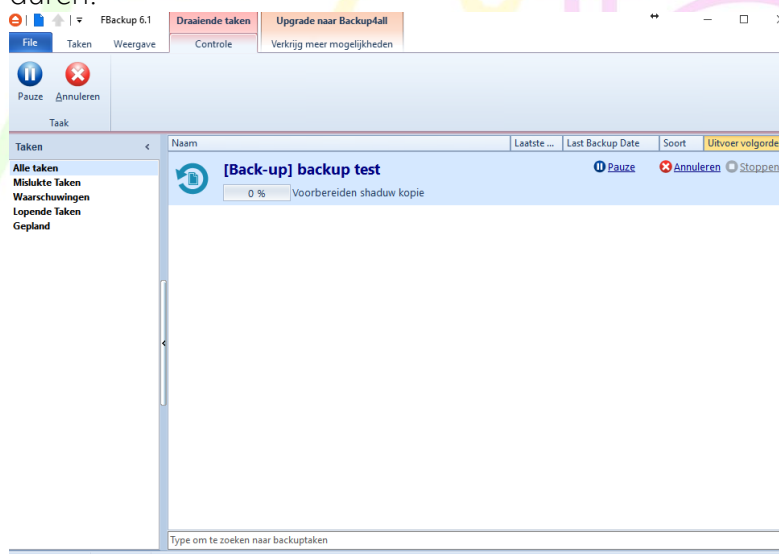 duren.
FBackup 6.1
Draaiende taken
Upgrade naar Backup4all
File
Taken
Weergave
Controle
Verkrijg meer mogelijkheden
Pauze
Annuleren
Taak
Taken
Alle taken
Mislukte Taken
Waarschuwingen
Lopende Taken
Gepland
Naam
Laatste ...
Last Backup Date
Soort
Uitvoer volgorde
[Back-up] backup test
Pauze
Annuleren
Stoppen
0 %
Voorbereiden shaduw kopie
Type om te zoeken naar backuptaken